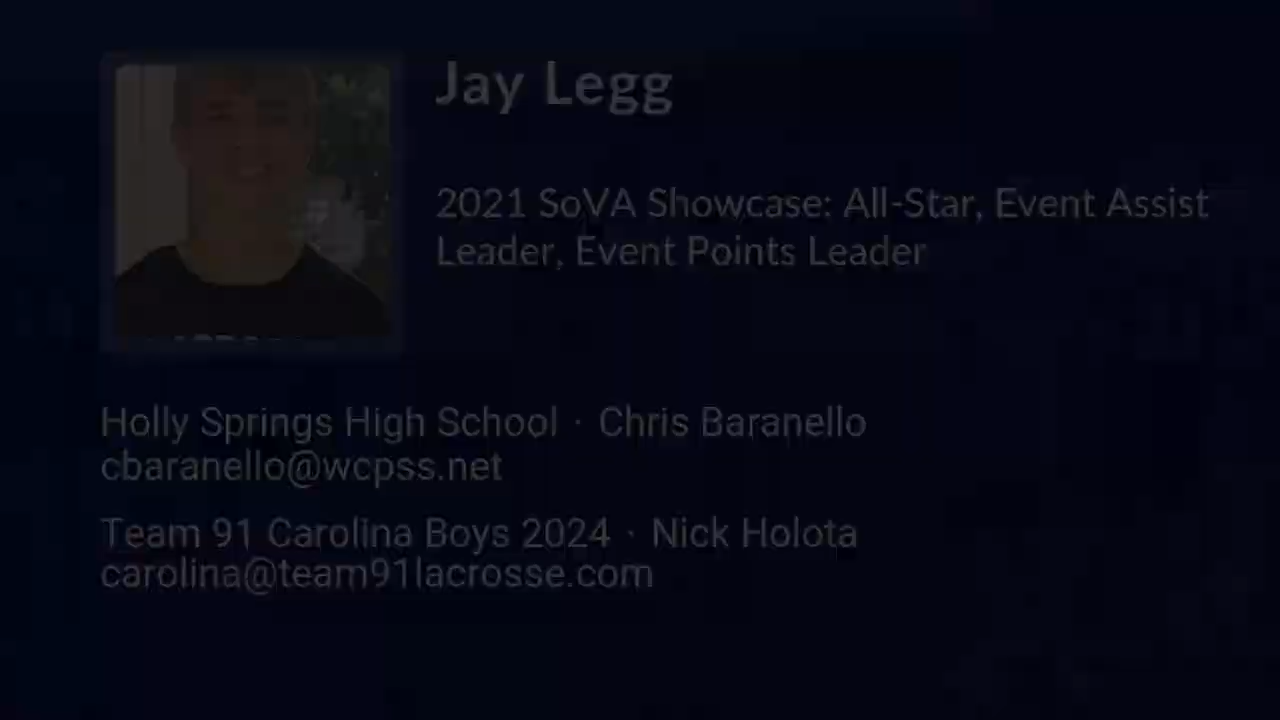 Jay Legg
2021 SoVA Showcase: All-Star, Event Assist
Leader, Event Points Leader
Holly Springs High School · Chris Baranello
cbaranello@wcpss.net
Team 91 Carolina Boys 2024 · Nick Holota
carolina@team91lacrosse.com